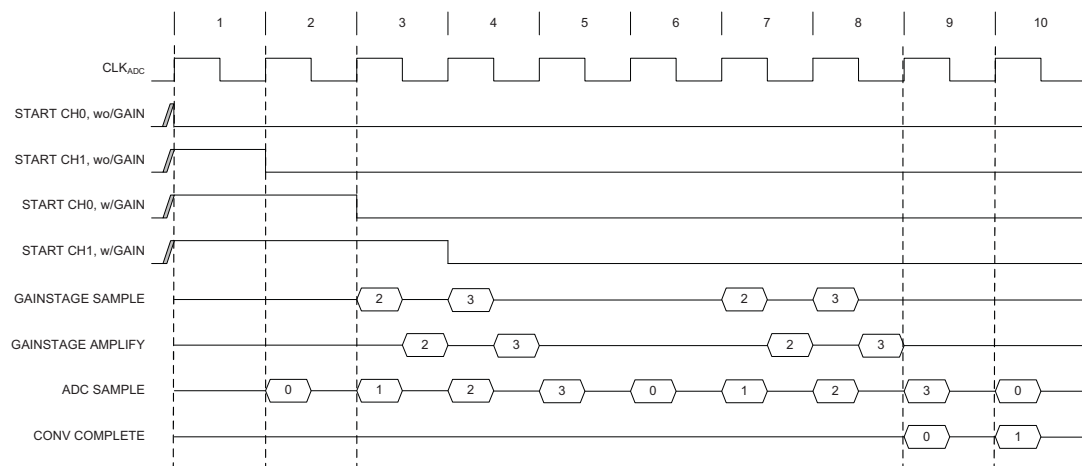 1 2 3 4 5 6 7 8 9 10
CLKADC
START CH0, wo/GAIN
START CH1, wo/GAIN
START CH0, w/GAIN
START CH1, w/GAIN
GAINSTAGE SAMPLE 2 3 2 3
GAINSTAGE AMPLIFY 2 3 2 3
ADC SAMPLE 0 1 2 3 0 1 2 3 0
CONV COMPLETE 0 1